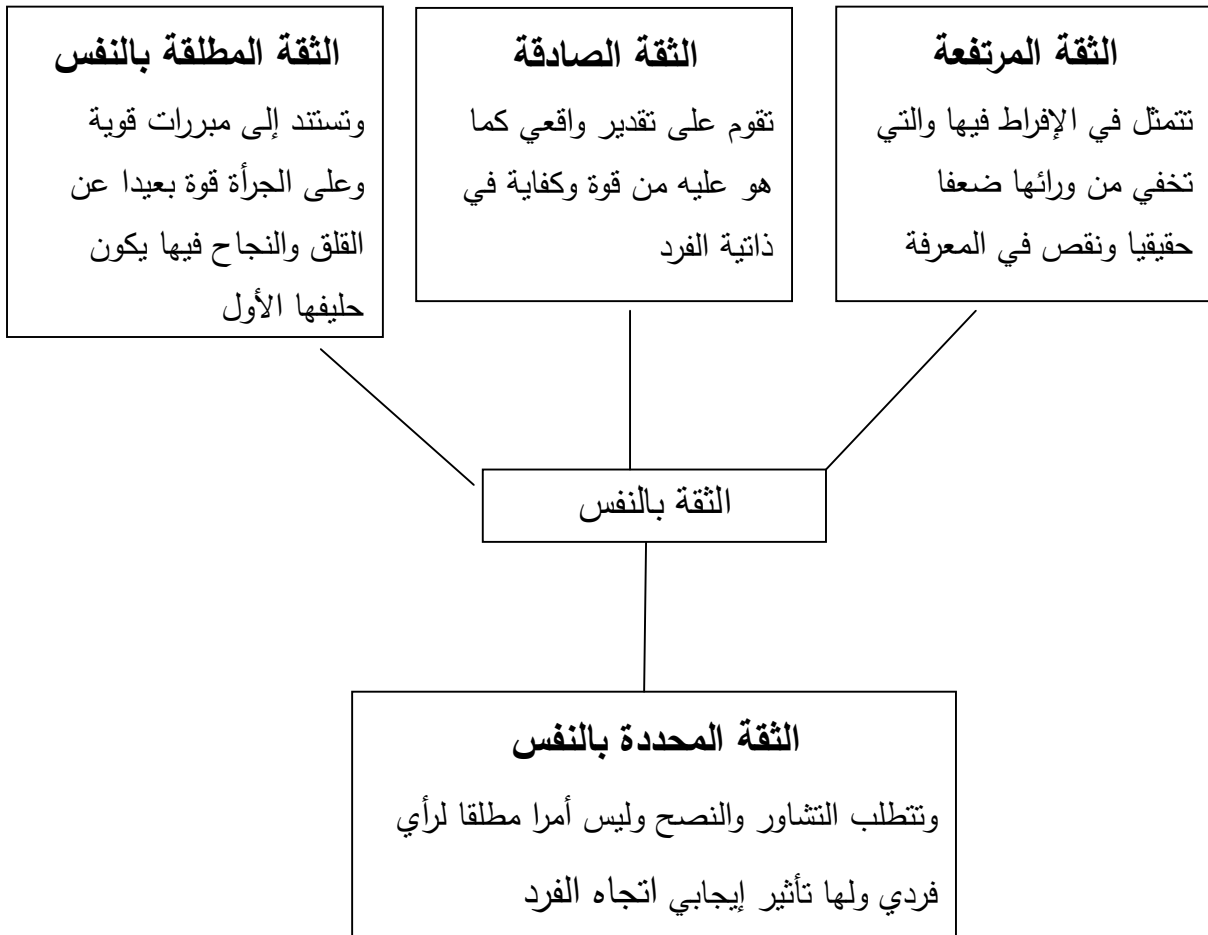 الثقة المرتفعة
تتمثل في الإفراط فيها والتي
تخفي من ورائها ضعفا
حقيقيا ونقص في المعرفة
الثقة الصادقة
تقوم على تقدير واقعي كما
هو عليه من قوة وكفاية في
ذاتية الفرد
الثقة المطلقة بالنفس
وتستند إلى مبررات قوية
وعلى الجرأة قوة بعيدا عن
القلق والنجاح فيها يكون
حليفها الأول
الثقة بالنفس
الثقة المحددة بالنفس
وتتطلب التشاور والنصح وليس أمرا مطلقا لرأي
فردي ولها تأثير إيجابي اتجاه الفرد